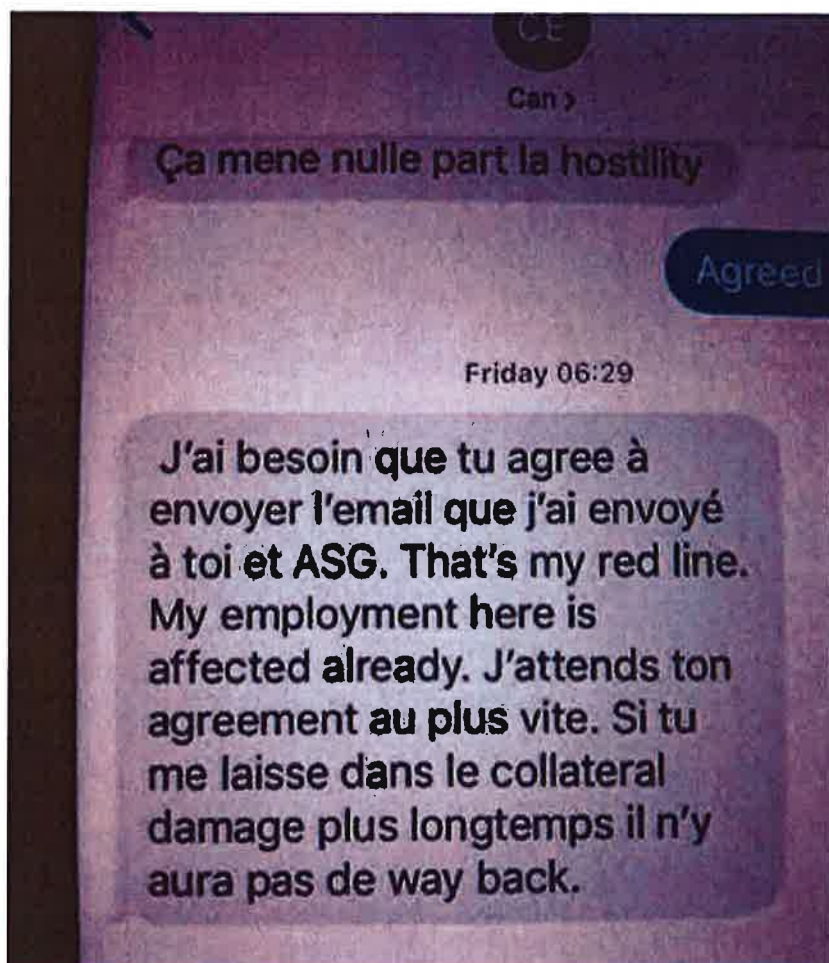 CE
Can >
Ça mene nulle part la hostility
Agreed
Friday 06:29
J'ai besoin que tu agree à
envoyer l'email que j'ai envoyé
à toi et ASG. That's my red line.
My employment here is
affected already. J'attends ton
agreement au plus vite. Si tu
me laisse dans le collateral
damage plus longtemps il n'y
aura pas de way back.